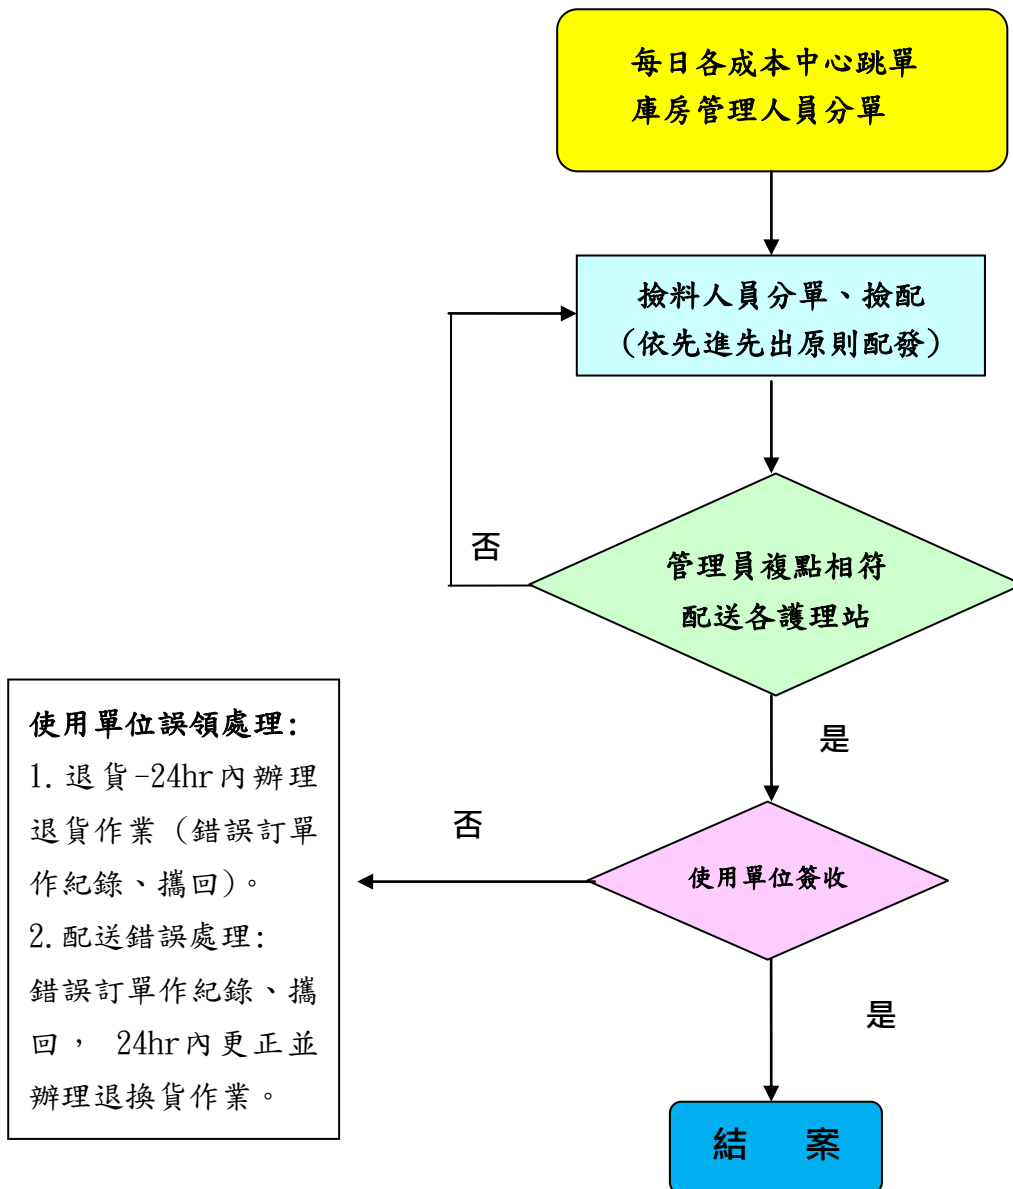 每日各成本中心跳單
庫房管理人員分單
撿料人員分單、撿配
(依先進先出原則配發)
否
管理員複點相符
配送各護理站
是
使用單位誤領處理:
1. 退貨-24hr內辦理
退貨作業 (錯誤訂單
作紀錄、攜回)。
2. 配送錯誤處理:
錯誤訂單作紀錄、攜
回， 24hr內更正並
辦理退換貨作業。
否
使用單位簽收
是
結 案